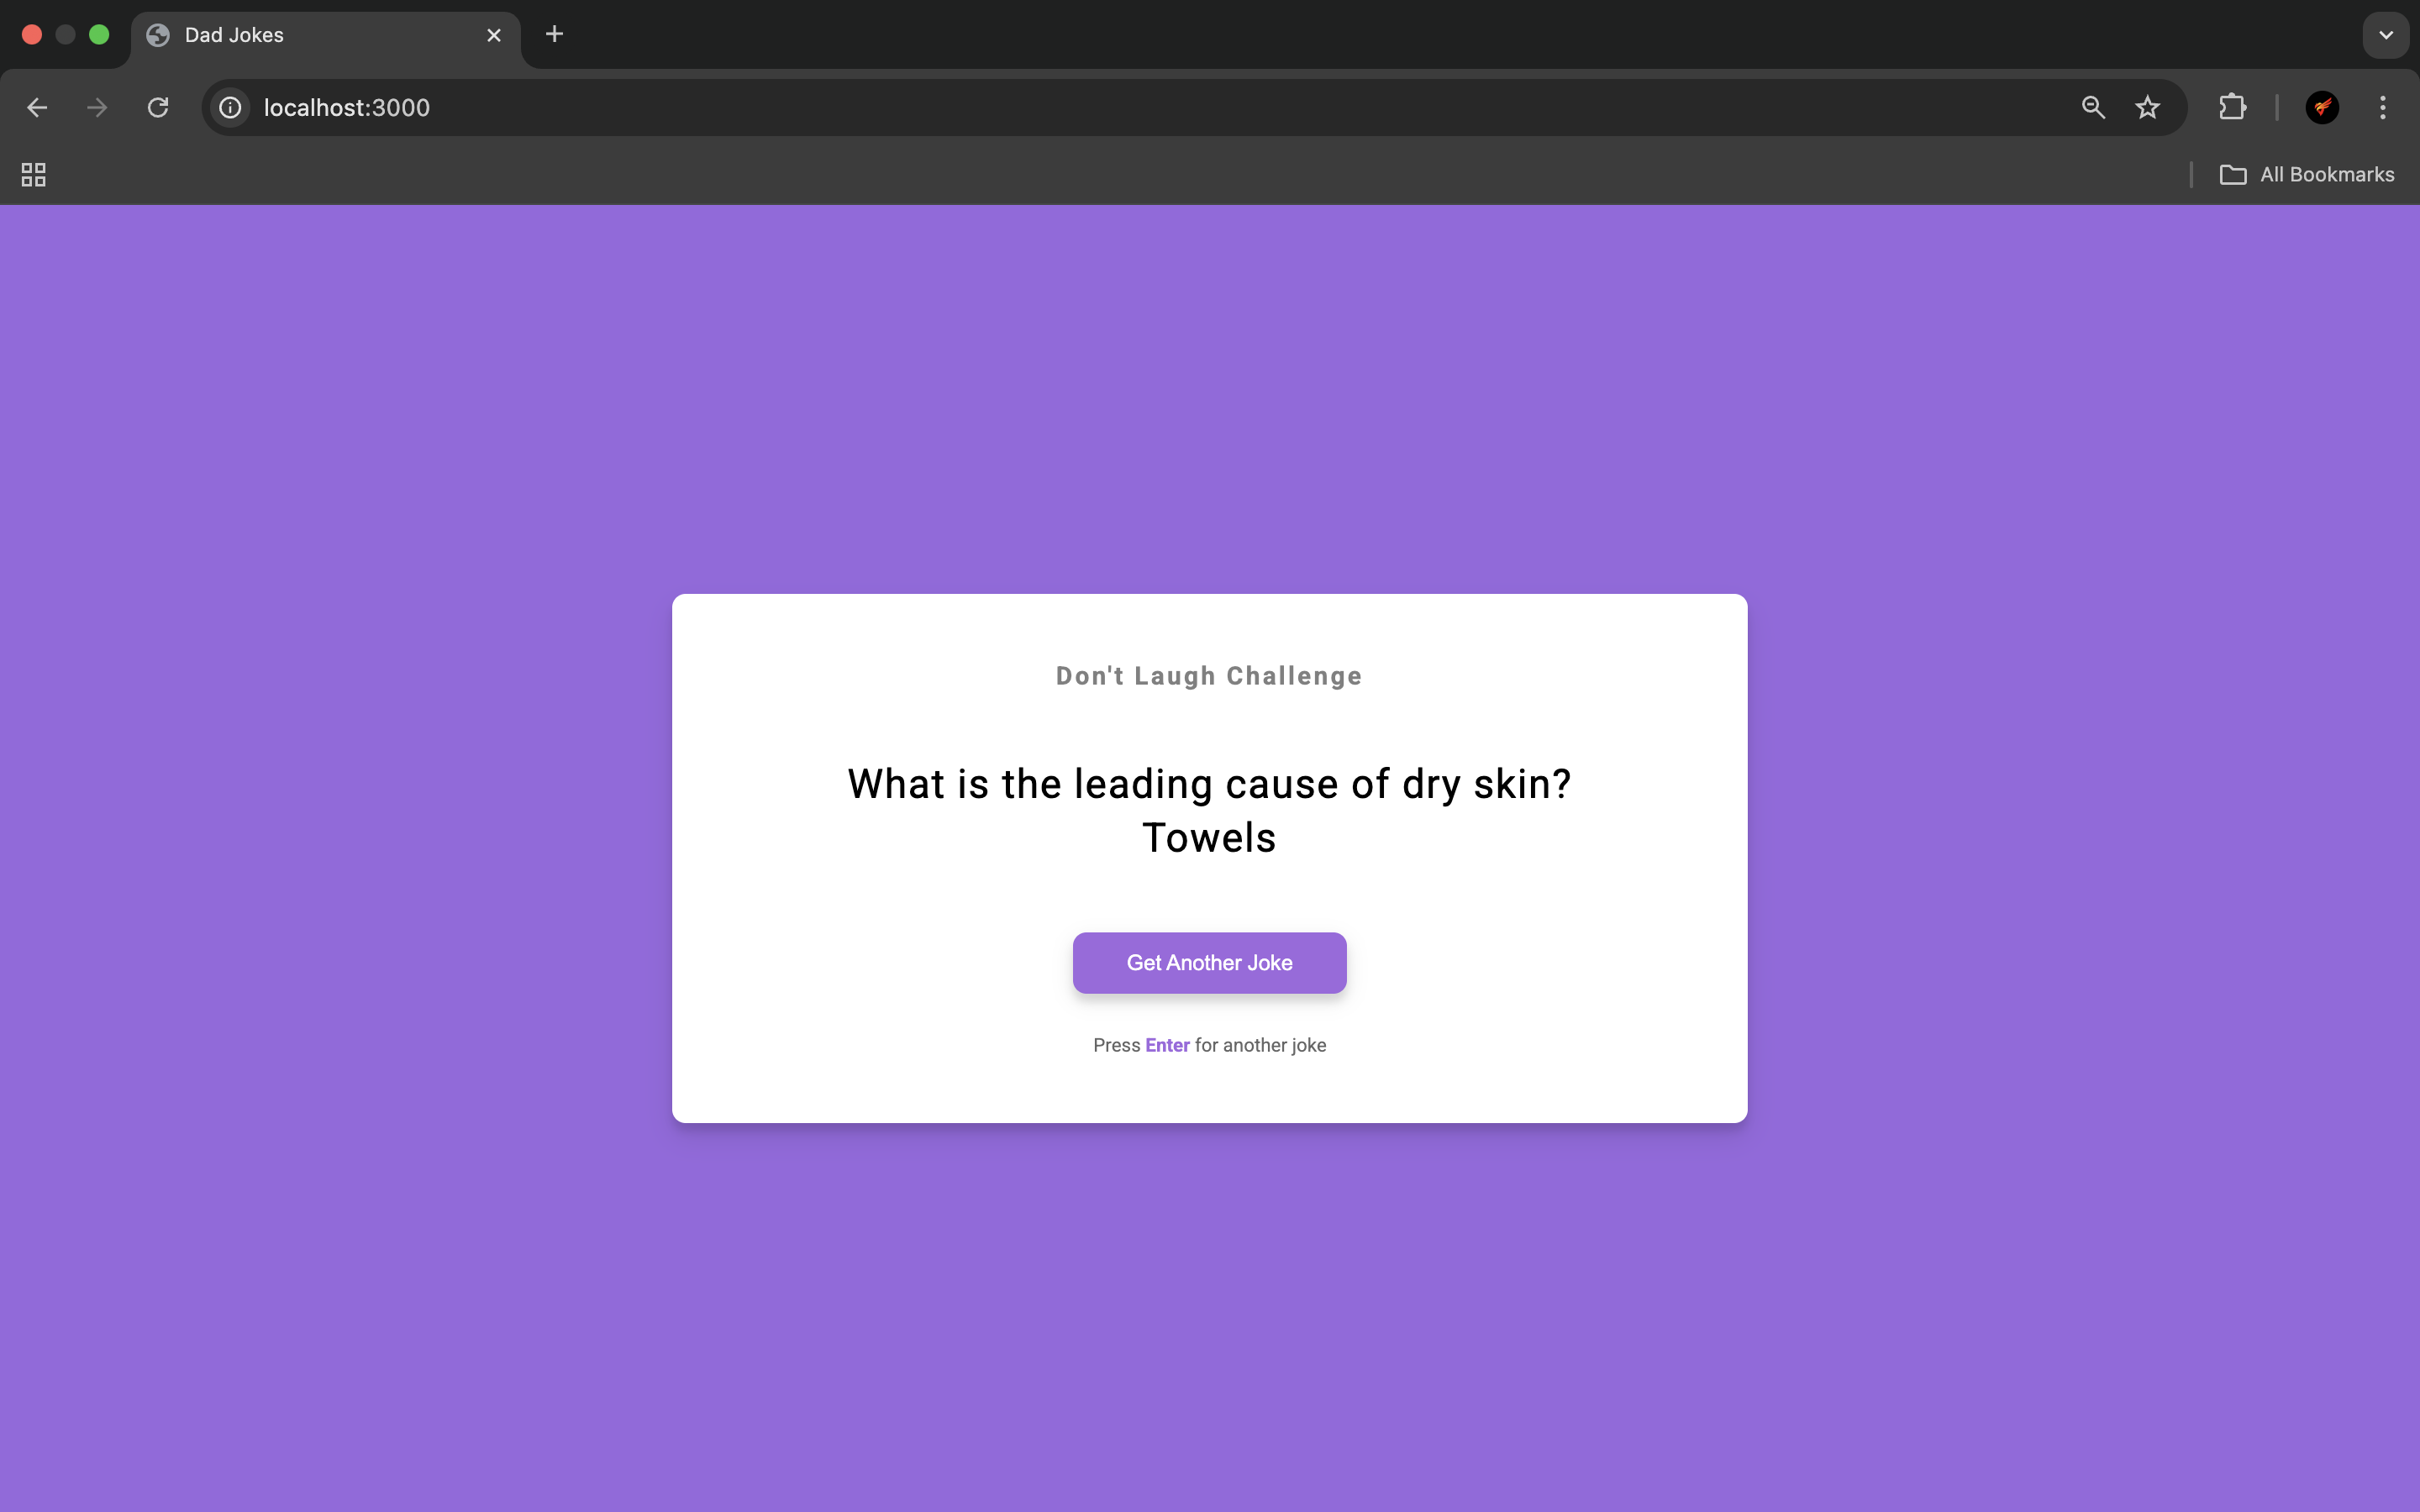 Dad Jokes
localhost:3000
All Bookmarks
Don't Laugh Challenge
What is the leading cause of dry skin?
Towels
Get Another Joke
Press Enter for another joke